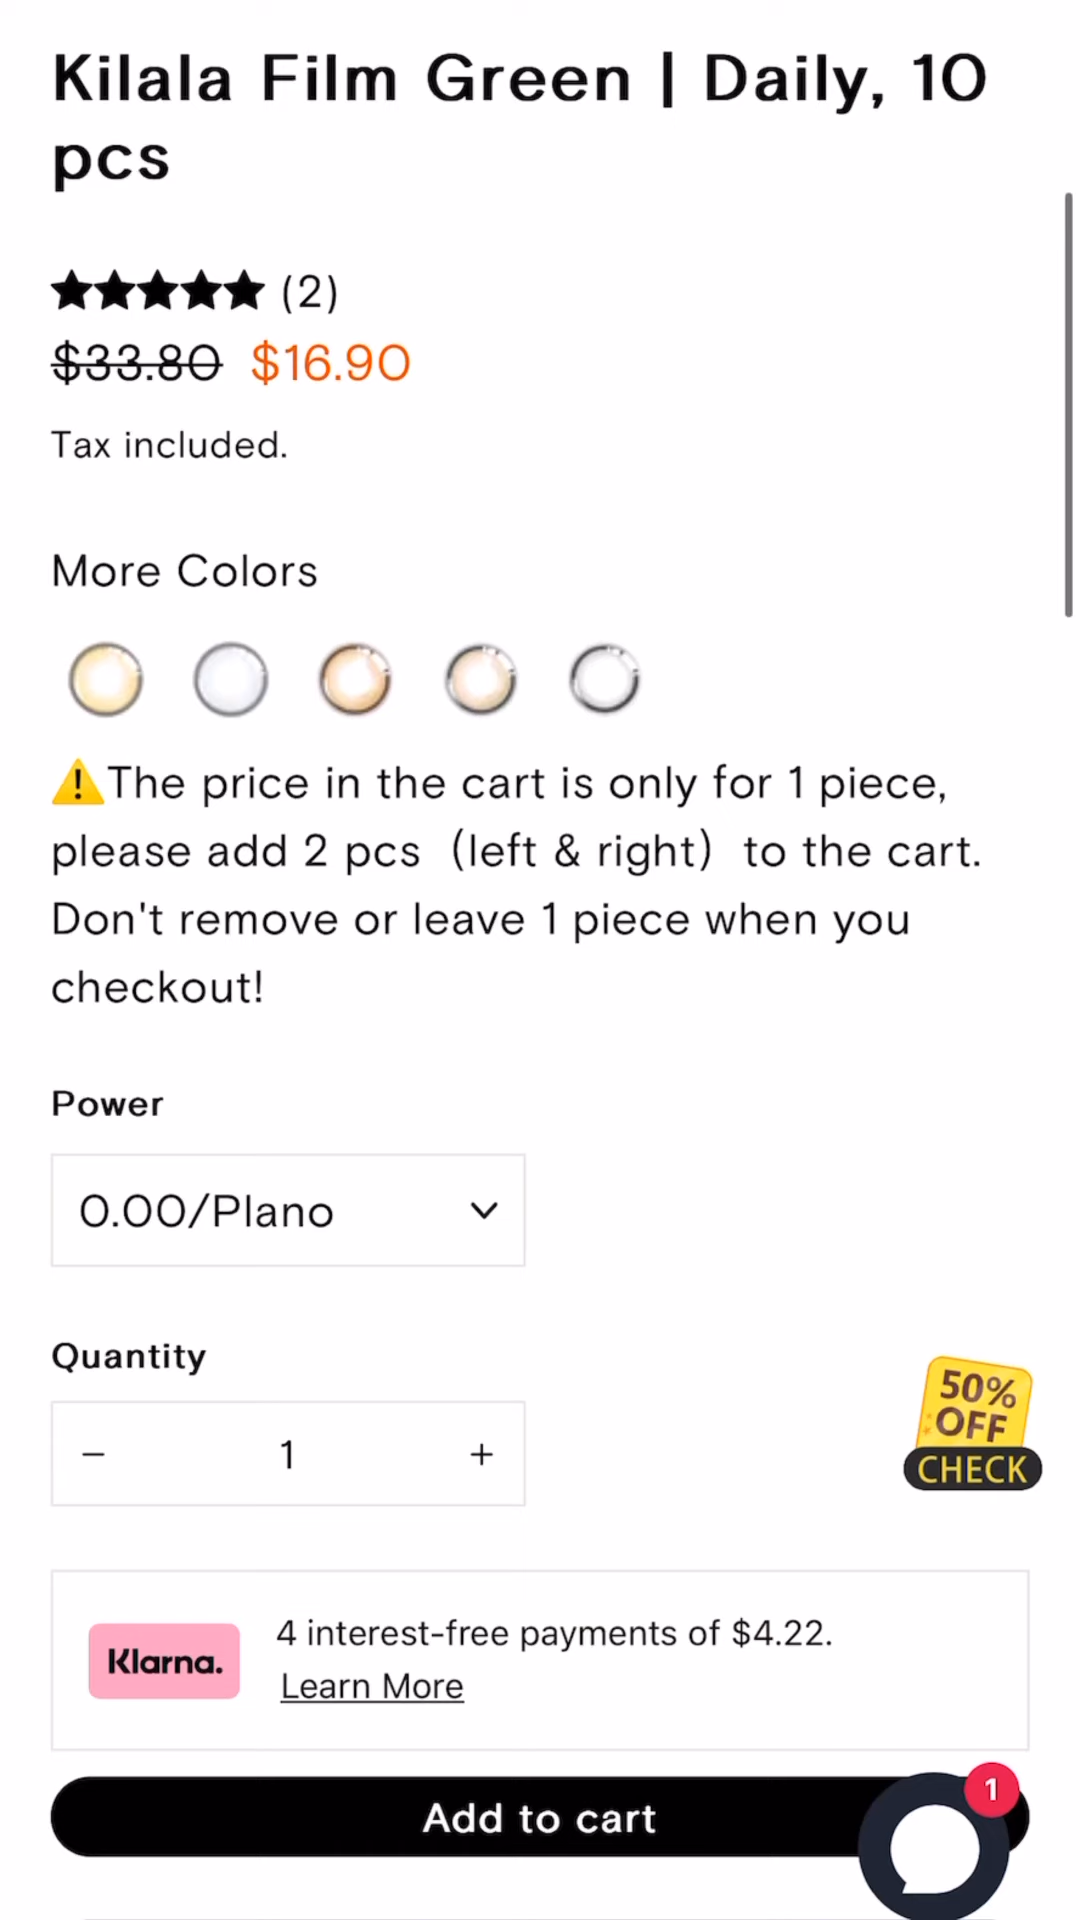 Kilala Film Green | Daily, 10
pcs
★★★★★ (2)
$33.80 $16.90
Tax included.
More Colors
⚠️The price in the cart is only for 1 piece,
please add 2 pcs（left & right）to the cart.
Don't remove or leave 1 piece when you
checkout!
Power
0.00/Plano
Quantity
− 1 +
50%
OFF
CHECK
Klarna.
4 interest-free payments of $4.22.
Learn More
Add to cart
1